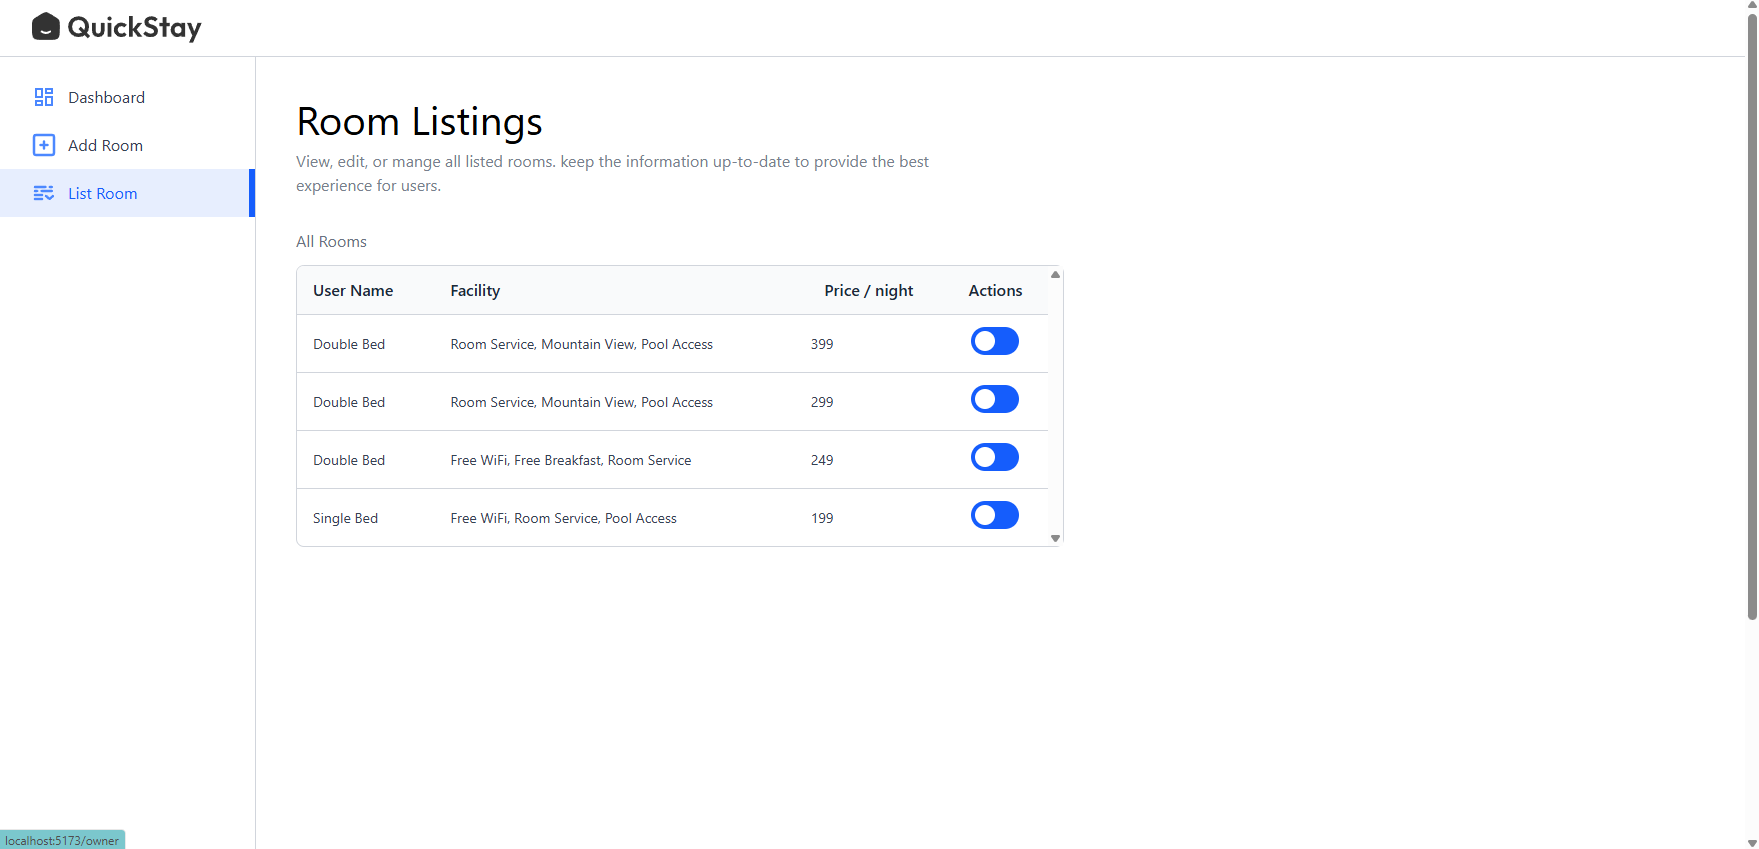 QuickStay
Dashboard
Add Room
List Room
Room Listings
View, edit, or mange all listed rooms. keep the information up-to-date to provide the best
experience for users.
All Rooms
User Name Facility Price / night Actions
Double Bed Room Service, Mountain View, Pool Access 399
Double Bed Room Service, Mountain View, Pool Access 299
Double Bed Free WiFi, Free Breakfast, Room Service 249
Single Bed Free WiFi, Room Service, Pool Access 199
localhost:5173/owner